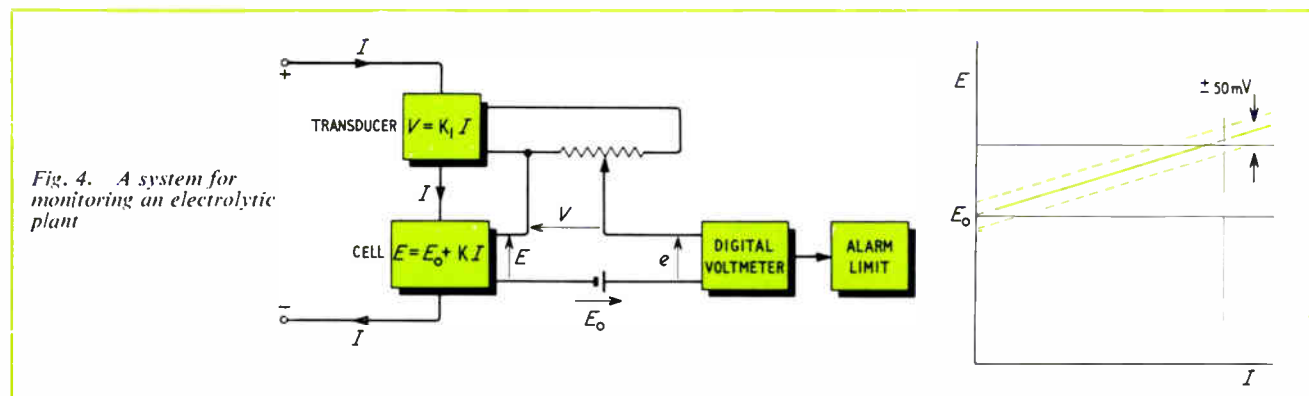 Fig. 4. A system for
monitoring an electrolytic
plant
I
+
TRANSDUCER
V = K₁ I
I
CELL
E = E₀ + K I
E
V
E₀
e
DIGITAL
VOLTMETER
ALARM
LIMIT
−
I
E
± 50mV
E₀
I